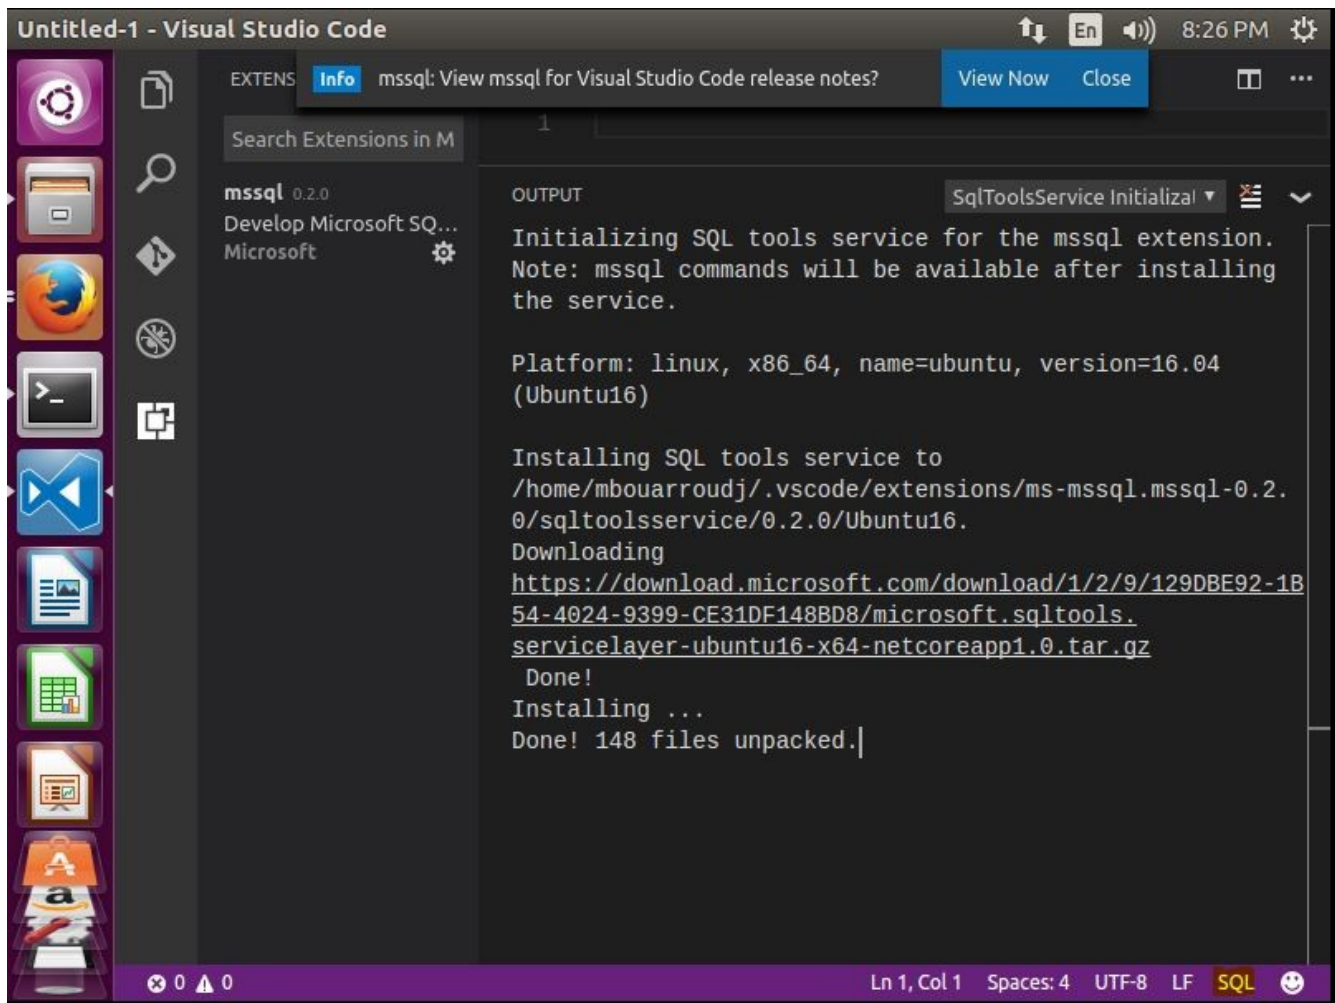 Untitled-1 - Visual Studio Code
En
8:26 PM
EXTENS
Info mssql: View mssql for Visual Studio Code release notes?
View Now
Close
Search Extensions in M
1
mssql 0.2.0
Develop Microsoft SQ...
Microsoft
OUTPUT
SqlToolsService Initializat
Initializing SQL tools service for the mssql extension.
Note: mssql commands will be available after installing
the service.
Platform: linux, x86_64, name=ubuntu, version=16.04
(Ubuntu16)
Installing SQL tools service to
/home/mbouarroudj/.vscode/extensions/ms-mssql.mssql-0.2.
0/sqltoolsservice/0.2.0/Ubuntu16.
Downloading
https://download.microsoft.com/download/1/2/9/129DBE92-1B
54-4024-9399-CE31DF148BD8/microsoft.sqltools.
servicelayer-ubuntu16-x64-netcoreapp1.0.tar.gz
Done!
Installing ...
Done! 148 files unpacked.
0 0
Ln 1, Col 1
Spaces: 4
UTF-8
LF
SQL